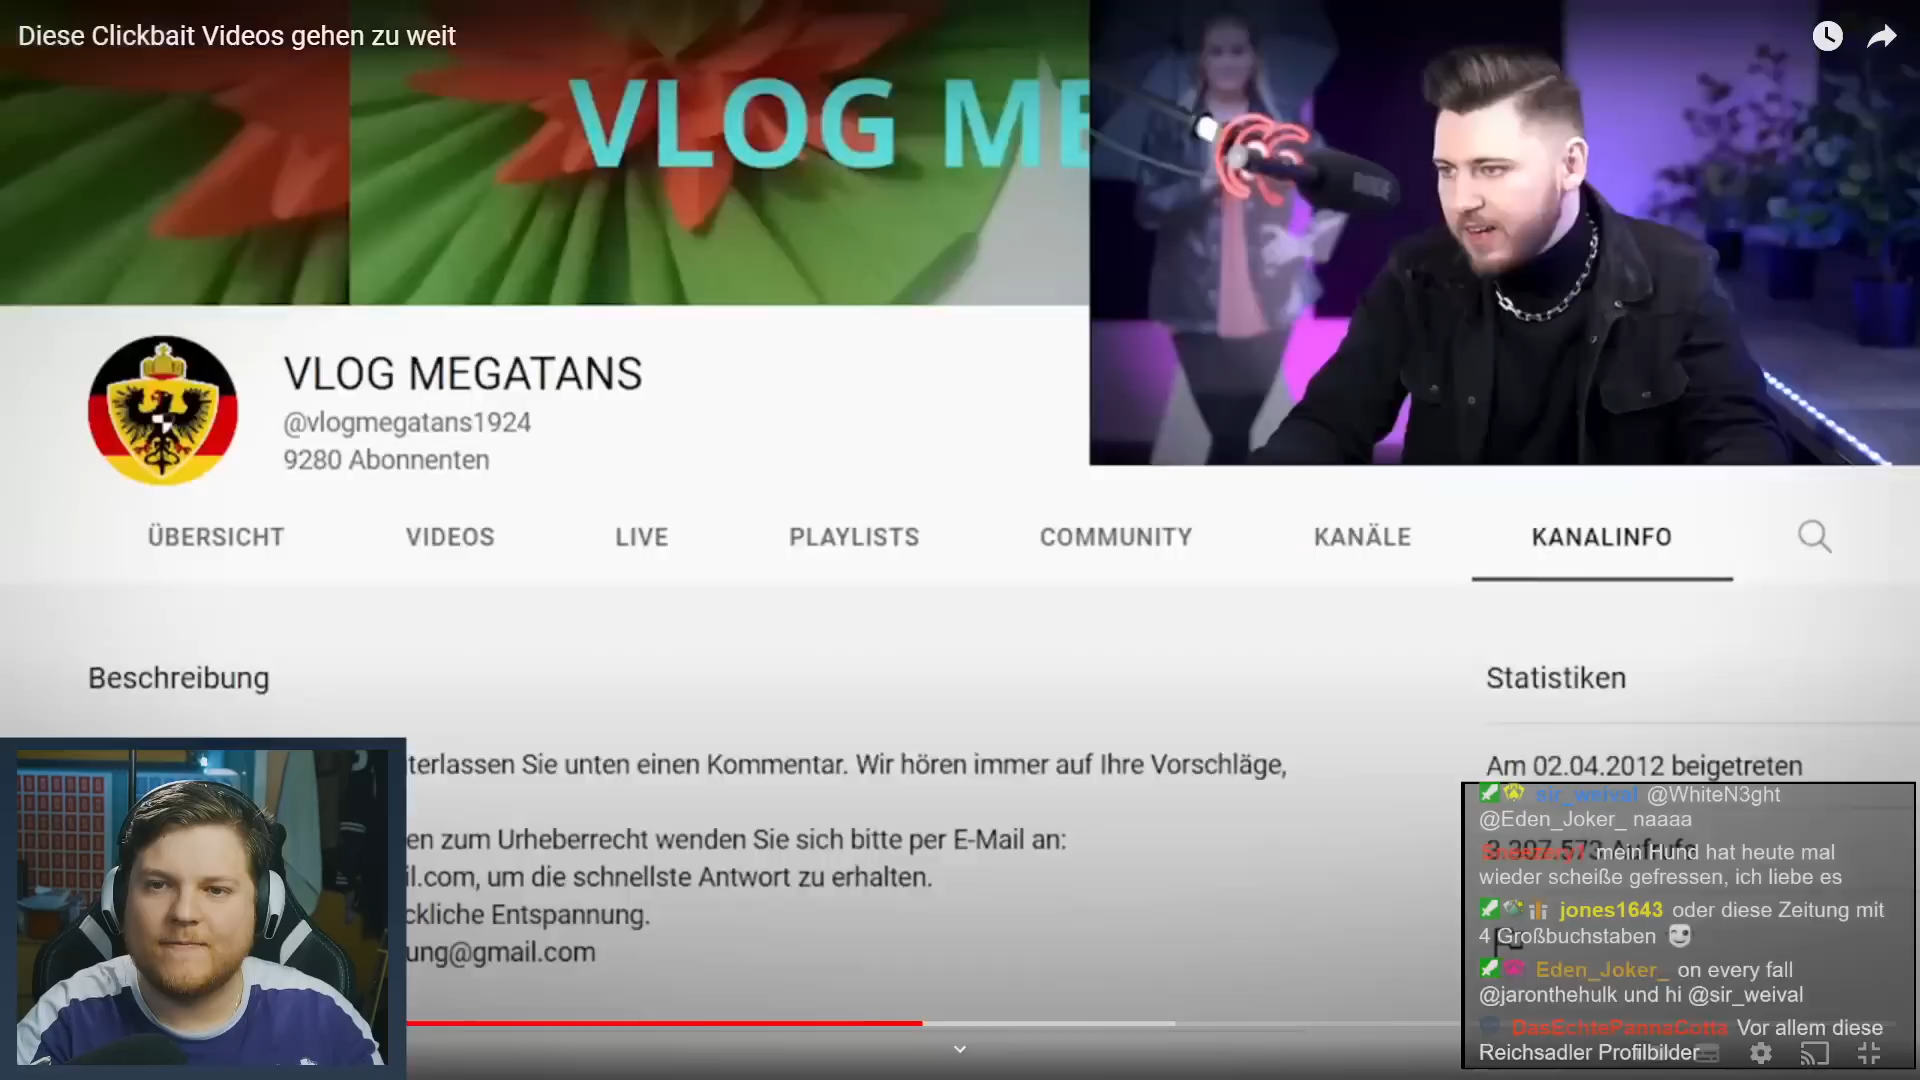 Diese Clickbait Videos gehen zu weit
VLOG ME
VLOG MEGATANS
@vlogmegatans1924
9280 Abonnenten
ÜBERSICHT VIDEOS LIVE PLAYLISTS COMMUNITY KANÄLE KANALINFO
Beschreibung
Statistiken
terlassen Sie unten einen Kommentar. Wir hören immer auf Ihre Vorschläge,
en zum Urheberrecht wenden Sie sich bitte per E-Mail an:
il.com, um die schnellste Antwort zu erhalten.
ckliche Entspannung.
ung@gmail.com
Am 02.04.2012 beigetreten
sir_weival @WhiteN3ght
@Eden_Joker_ naaaa
mein Hund hat heute mal
wieder scheiße gefressen, ich liebe es
jones1643 oder diese Zeitung mit
4 Großbuchstaben
Eden_Joker_ on every fall
@jaronthehulk und hi @sir_weival
DasEchtePannaCotta Vor allem diese
Reichsadler Profilbilder